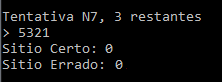 Tentativa N7, 3 restantes
> 5321
Sitio Certo: 0
Sitio Errado: 0